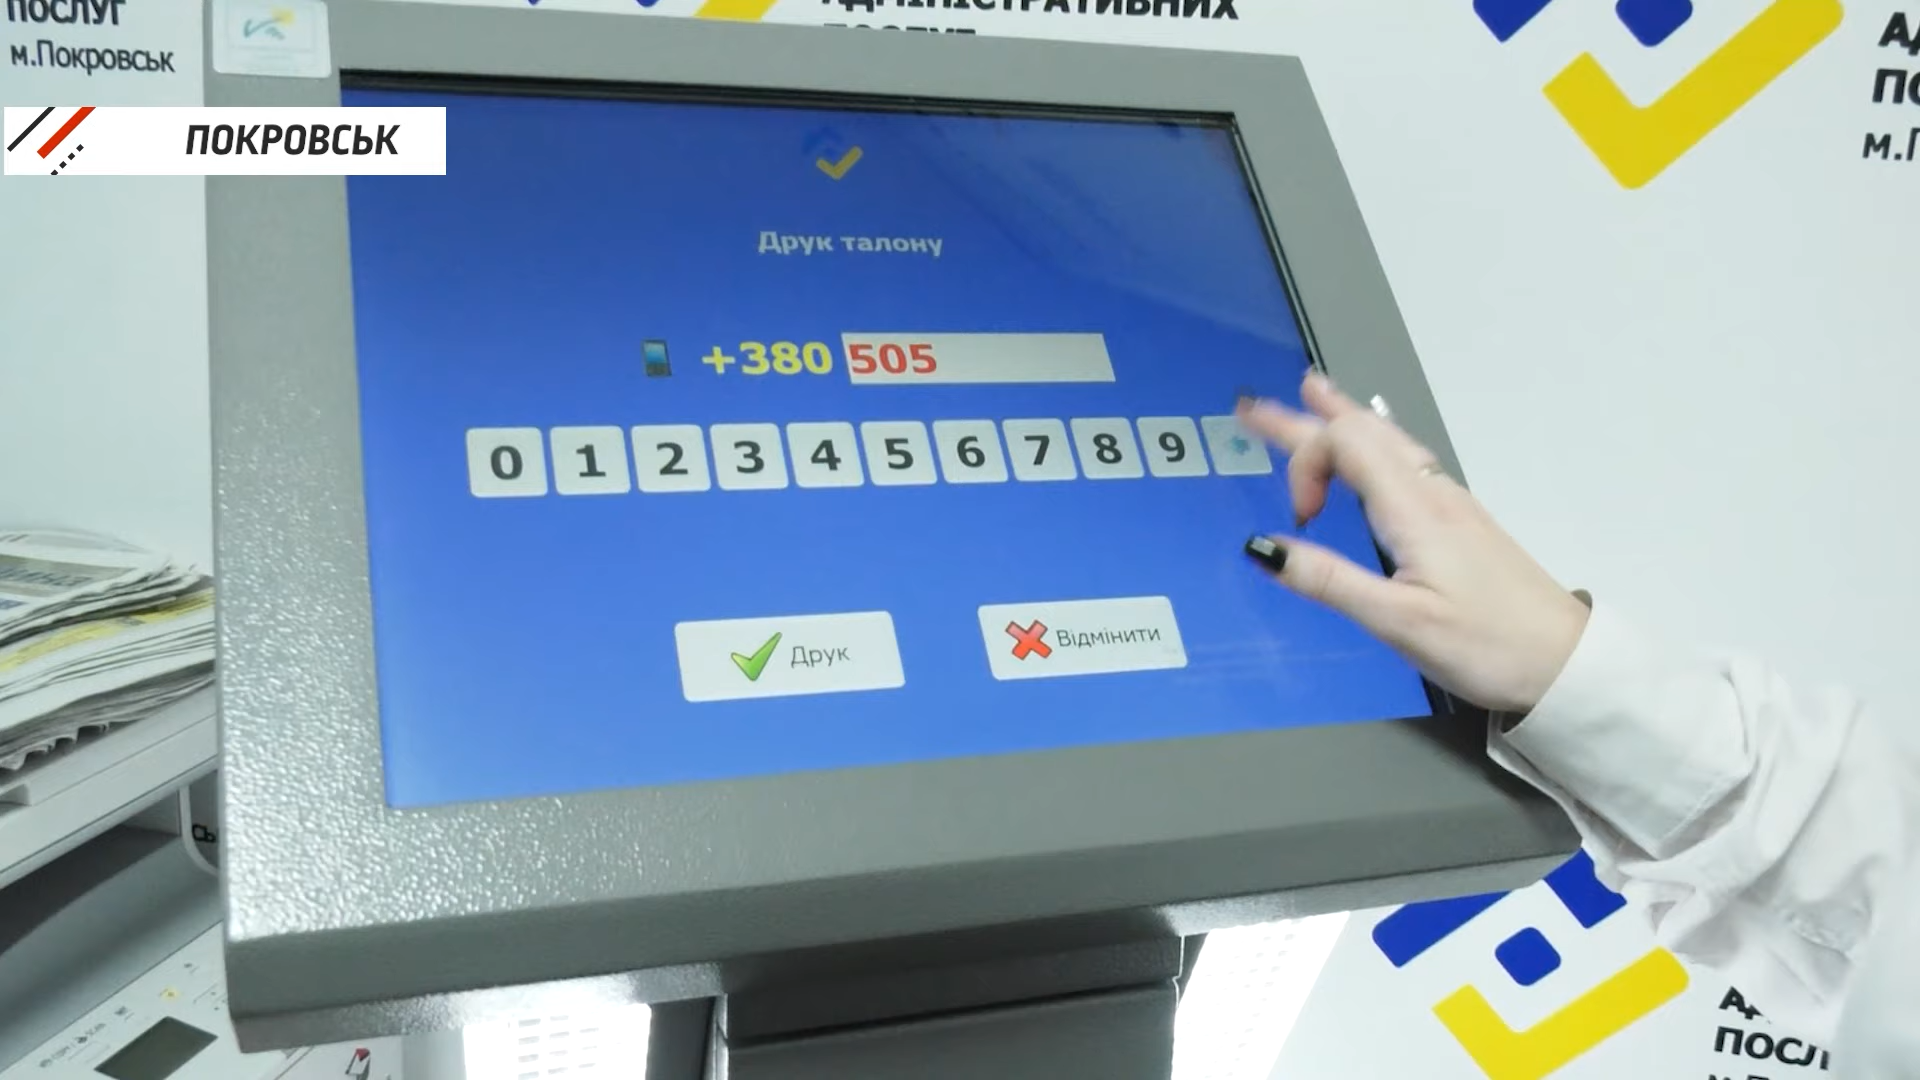 ПОСЛУГ
м.Покровськ
АДМІНІСТРАТИВНИХ
ПОСЛУГ
ПОКРОВСЬК
Друк талону
+380 505
0 1 2 3 4 5 6 7 8 9
Друк
Відмінити